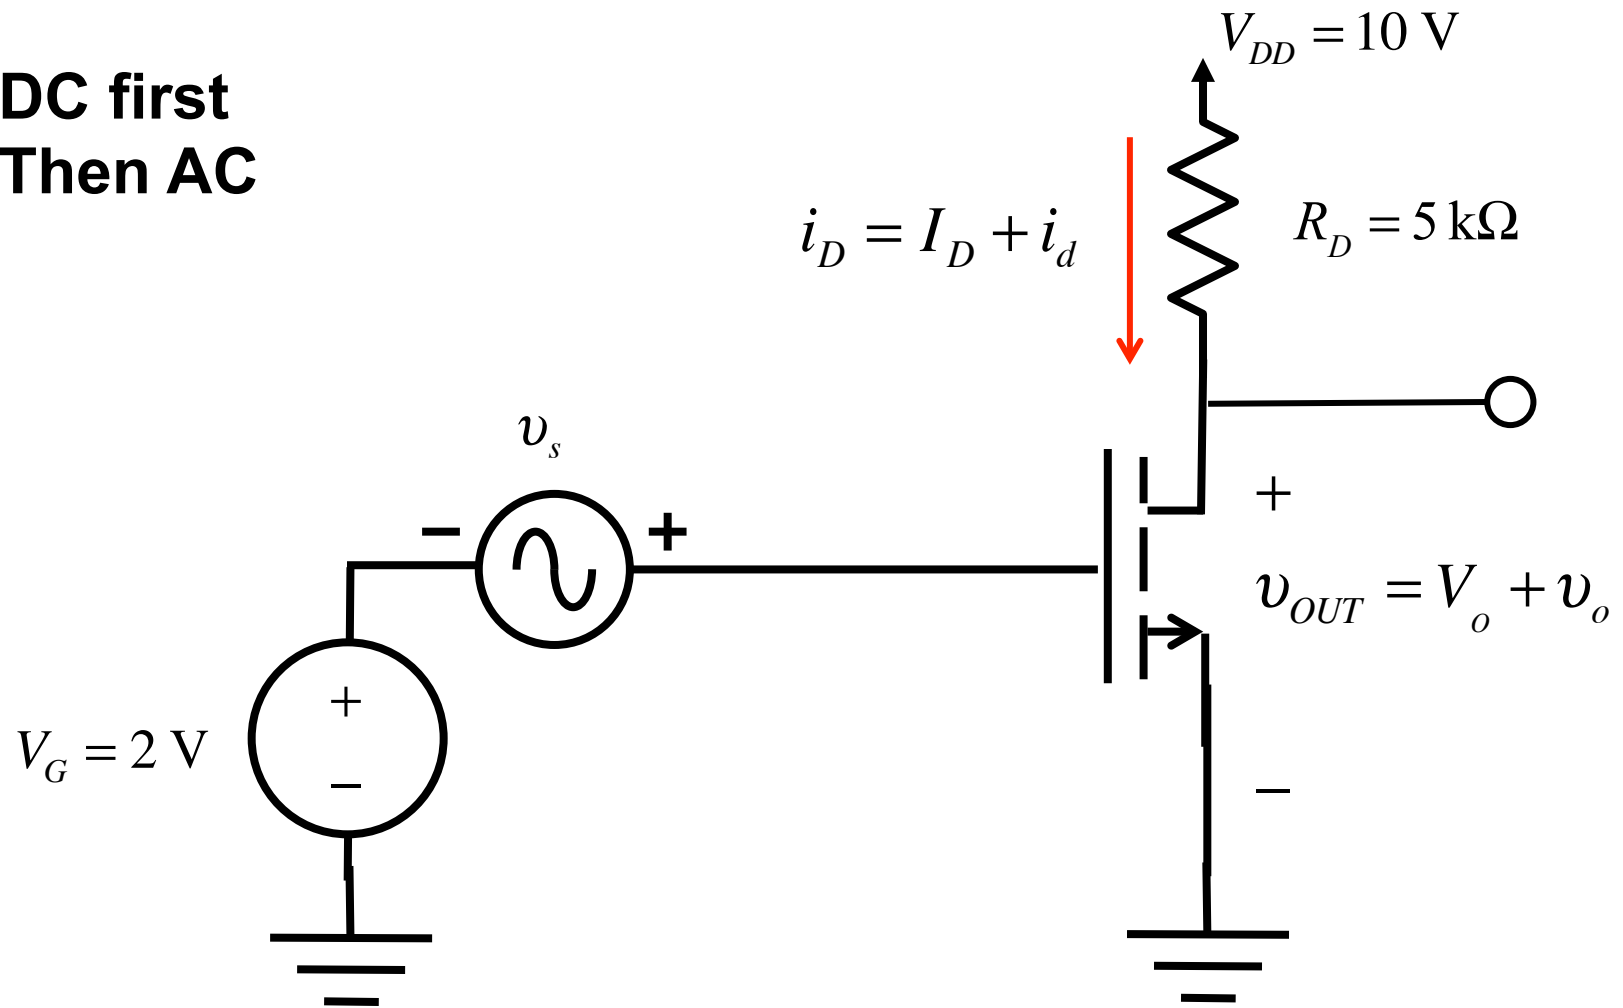 DC first
Then AC
V_DD = 10 V
i_D = I_D + i_d
R_D = 5 kΩ
υ_s
− +
+
υ_OUT = V_o + υ_o
+
V_G = 2 V
−
−